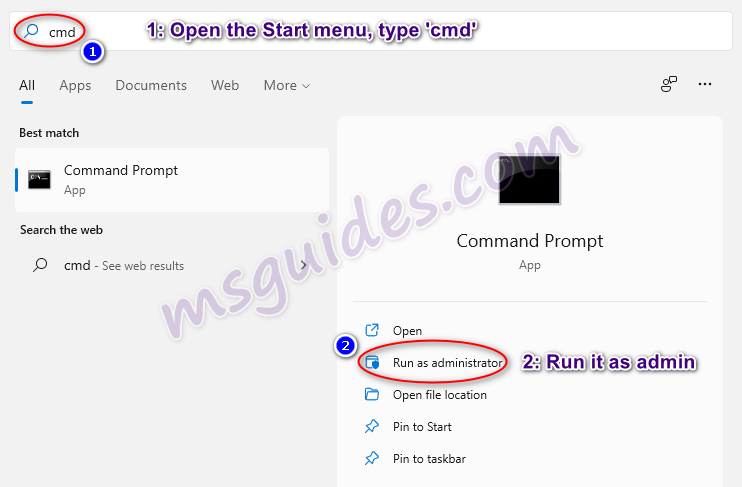 cmd
1: Open the Start menu, type 'cmd'
1
All Apps Documents Web More
Best match
Command Prompt
App
Search the web
cmd - See web results
msguides.com
Command Prompt
App
Open
2
Run as administrator
2: Run it as admin
Open file location
Pin to Start
Pin to taskbar